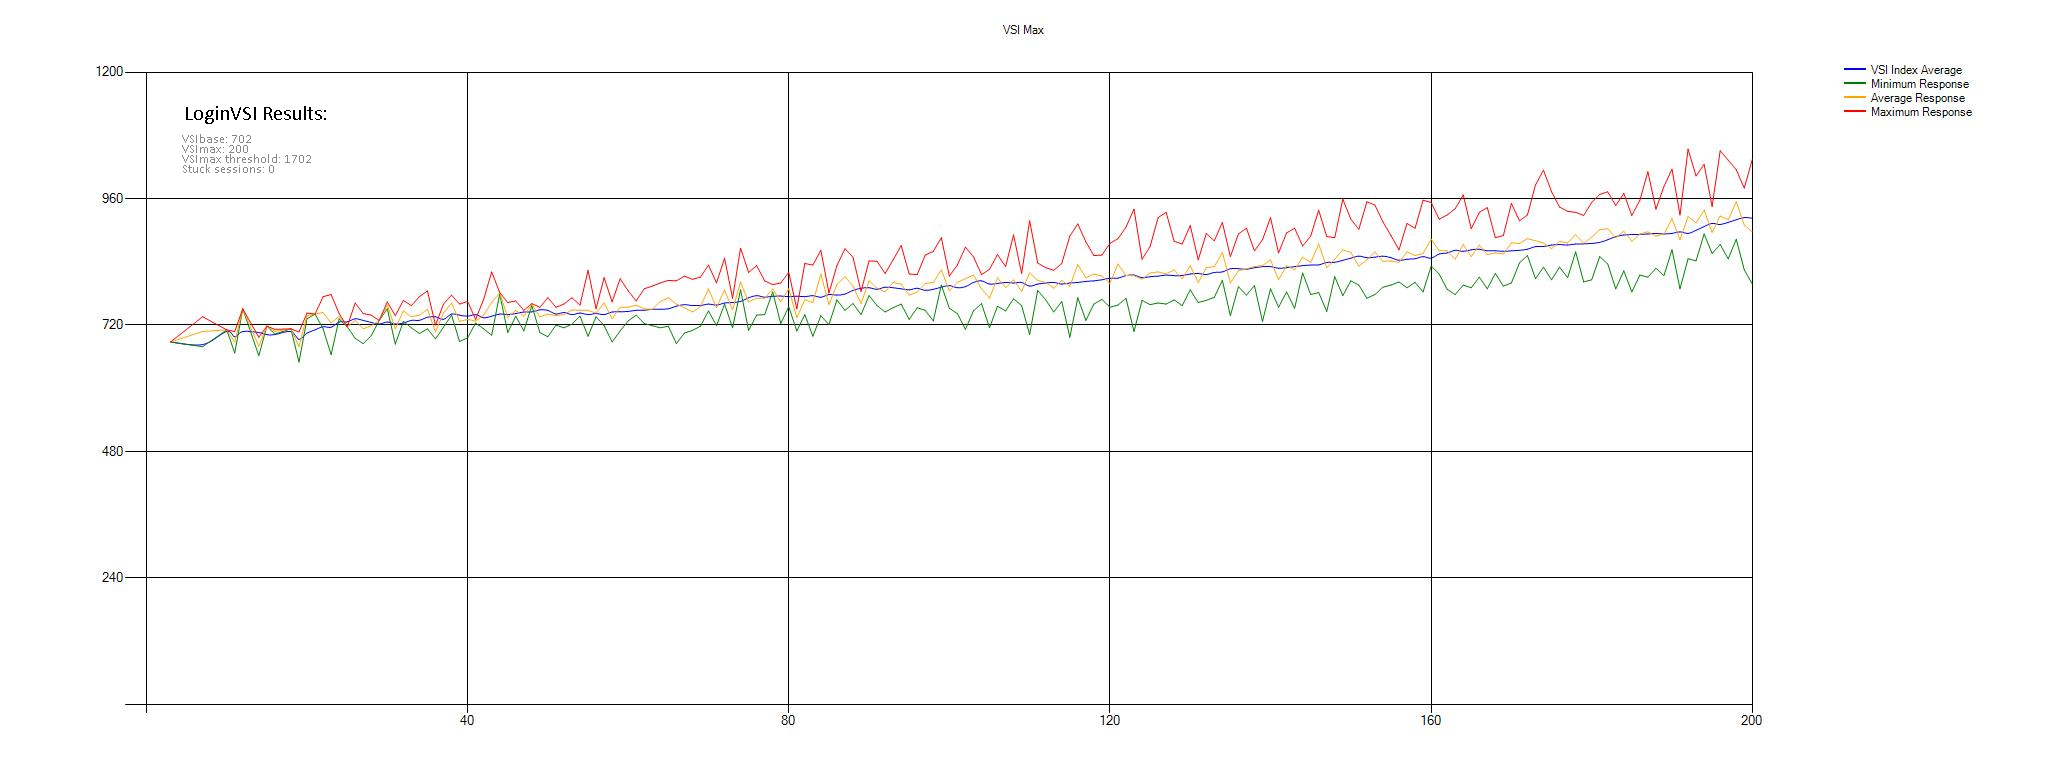 VSI Max
1200
960
720
480
240
LoginVSI Results:
VSIbase: 702
VSImax: 200
VSImax threshold: 1702
Stuck sessions: 0
40
80
120
160
200
VSI Index Average
Minimum Response
Average Response
Maximum Response